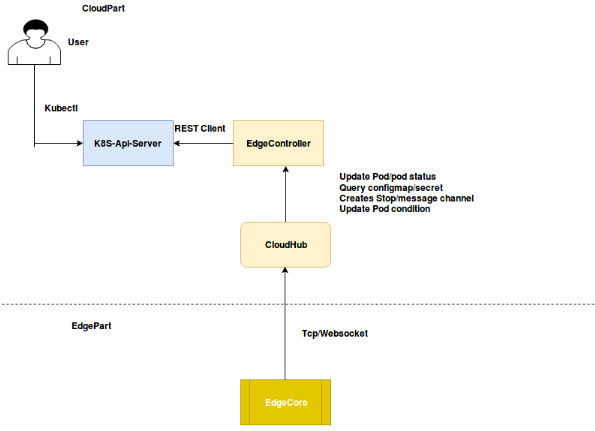 CloudPart
User
Kubectl
REST Client
K8S-Api-Server
EdgeController
Update Pod/pod status
Query configmap/secret
Creates Stop/message channel
Update Pod condition
CloudHub
EdgePart
Tcp/Websocket
EdgeCore